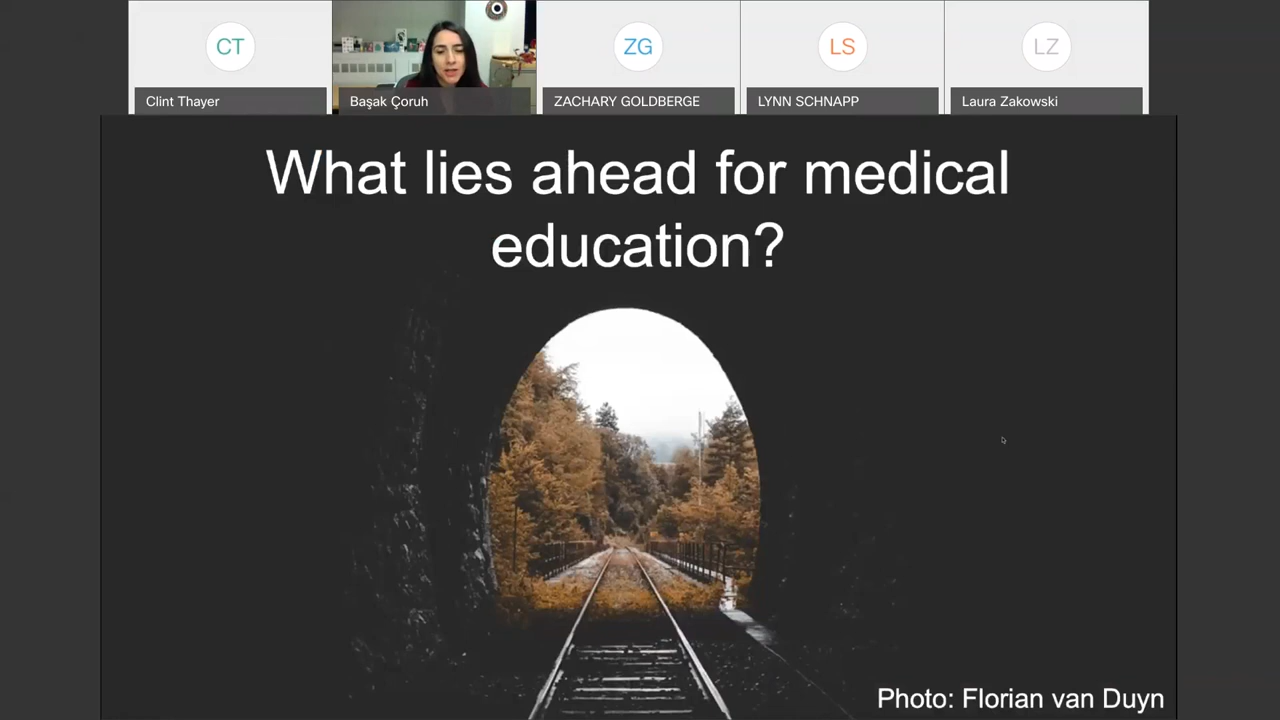 CT
ZG
LS
LZ
Clint Thayer
Başak Çoruh
ZACHARY GOLDBERGE
LYNN SCHNAPP
Laura Zakowski
What lies ahead for medical
education?
Photo: Florian van Duyn